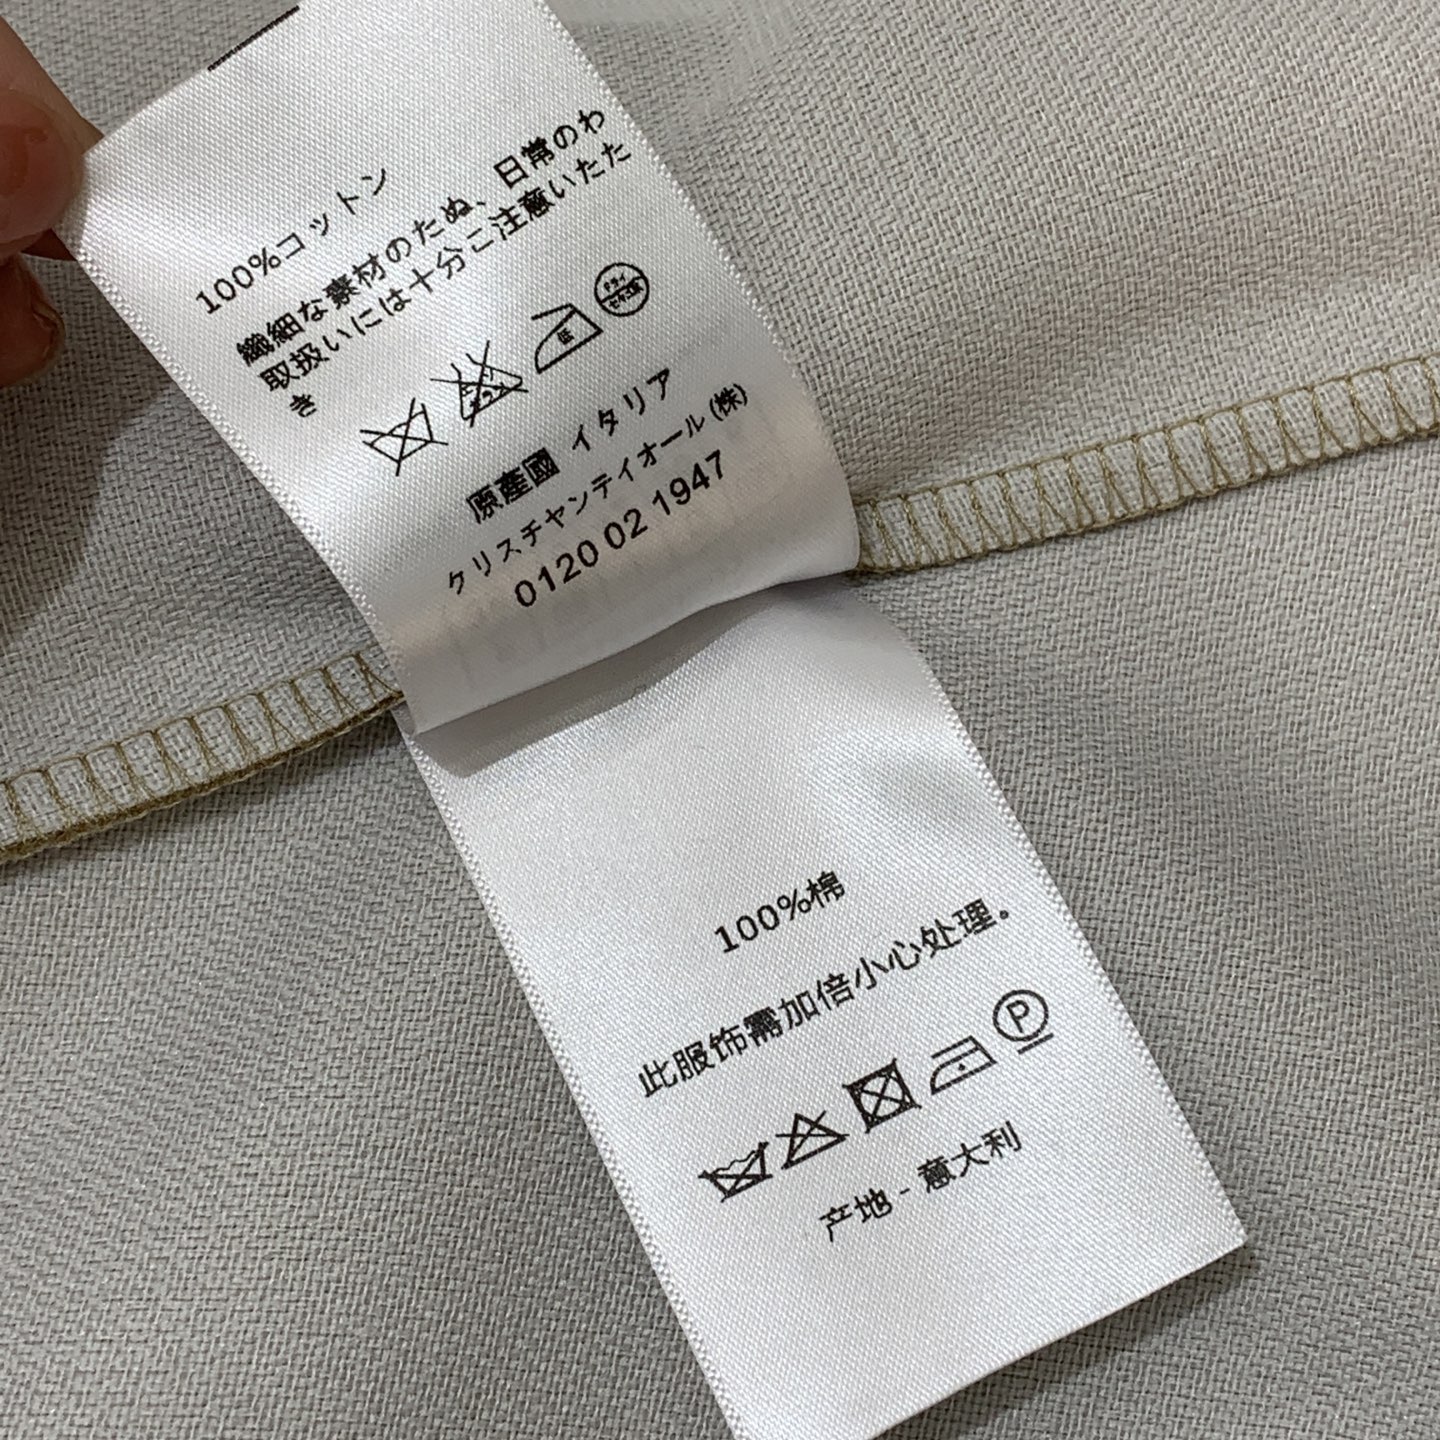 100%コットン
織細な素材のたぬ、日常のわ
取扱いには十分こ注意いたた
き
原産國 イタリア
クリスチャンディオール(株)
0120 02 1947
100%棉
此服饰需加倍小心处理。
P
产地 - 意大利